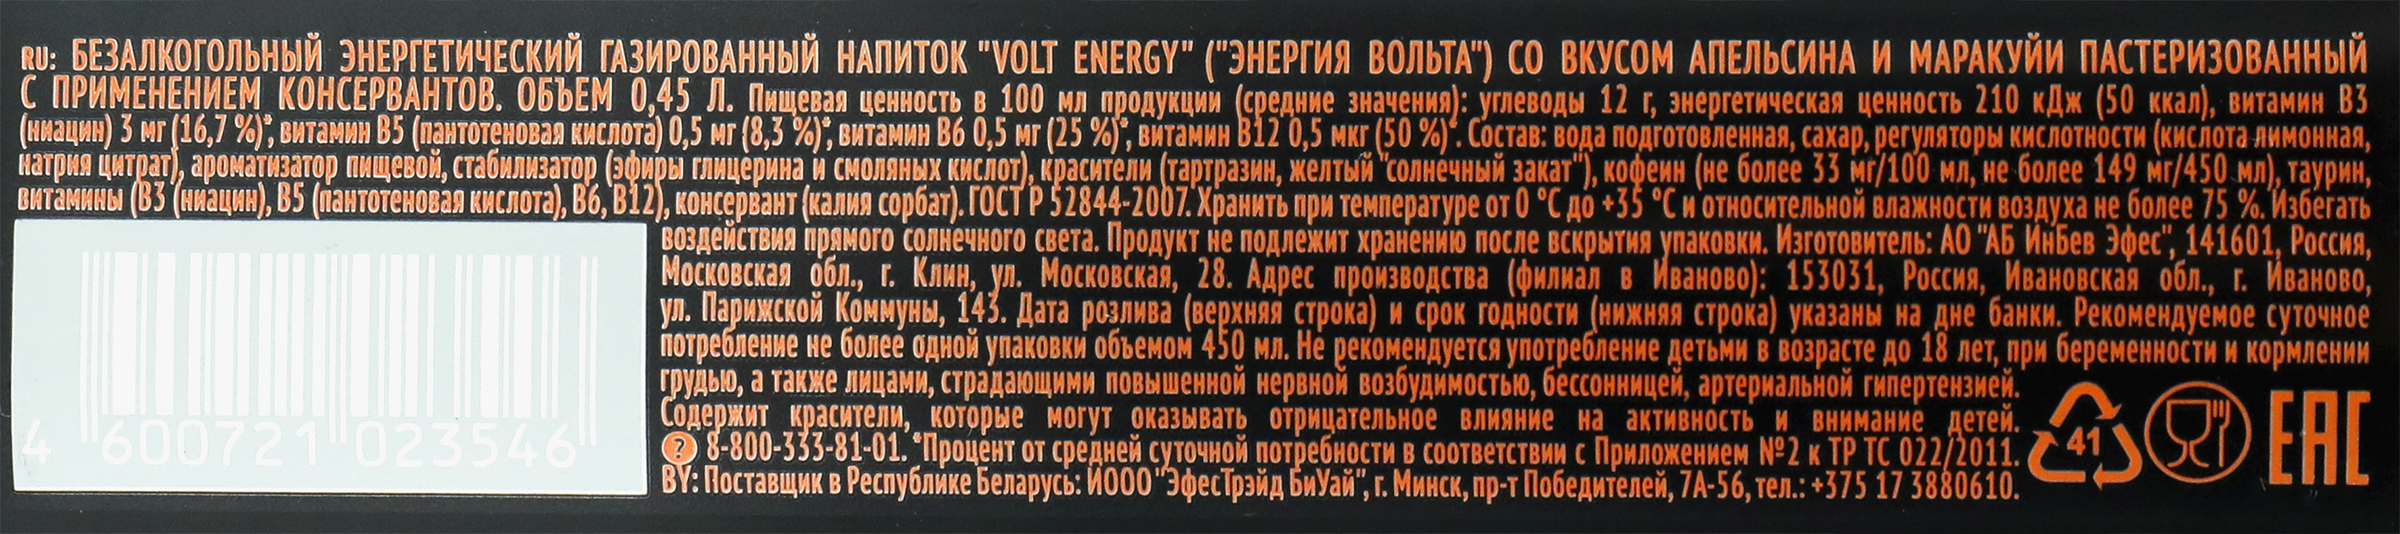 RU: БЕЗАЛКОГОЛЬНЫЙ ЭНЕРГЕТИЧЕСКИЙ ГАЗИРОВАННЫЙ НАПИТОК "VOLT ENERGY" ("ЭНЕРГИЯ ВОЛЬТА") СО ВКУСОМ АПЕЛЬСИНА И МАРАКУЙИ ПАСТЕРИЗОВАННЫЙ
С ПРИМЕНЕНИЕМ КОНСЕРВАНТОВ. ОБЪЕМ 0,45 Л. Пищевая ценность в 100 мл продукции (средние значения): углеводы 12 г, энергетическая ценность 210 кДж (50 ккал), витамин В3
(ниацин) 3 мг (16,7 %)*, витамин В5 (пантотеновая кислота) 0,5 мг (8,3 %)*, витамин В6 0,5 мг (25 %)*, витамин В12 0,5 мкг (50 %)*. Состав: вода подготовленная, сахар, регуляторы кислотности (кислота лимонная,
натрия цитрат), ароматизатор пищевой, стабилизатор (эфиры глицерина и смоляных кислот), красители (тартразин, желтый "солнечный закат"), кофеин (не более 33 мг/100 мл, не более 149 мг/450 мл), таурин,
витамины (В3 (ниацин), В5 (пантотеновая кислота), В6, В12), консервант (калия сорбат). ГОСТ Р 52844-2007. Хранить при температуре от 0 °С до +35 °С и относительной влажности воздуха не более 75 %. Избегать
воздействия прямого солнечного света. Продукт не подлежит хранению после вскрытия упаковки. Изготовитель: АО "АБ ИнБев Эфес", 141601, Россия,
Московская обл., г. Клин, ул. Московская, 28. Адрес производства (филиал в Иваново): 153031, Россия, Ивановская обл., г. Иваново,
ул. Парижской Коммуны, 143. Дата розлива (верхняя строка) и срок годности (нижняя строка) указаны на дне банки. Рекомендуемое суточное
потребление не более одной упаковки объемом 450 мл. Не рекомендуется употребление детьми в возрасте до 18 лет, при беременности и кормлении
грудью, а также лицами, страдающими повышенной нервной возбудимостью, бессонницей, артериальной гипертензией.
Содержит красители, которые могут оказывать отрицательное влияние на активность и внимание детей.
? 8-800-333-81-01. *Процент от средней суточной потребности в соответствии с Приложением №2 к ТР ТС 022/2011.
BY: Поставщик в Республике Беларусь: ИООО "ЭфесТрэйд БиУай", г. Минск, пр-т Победителей, 7А-56, тел.: +375 17 3880610.
4 600721 023546
41
EAC